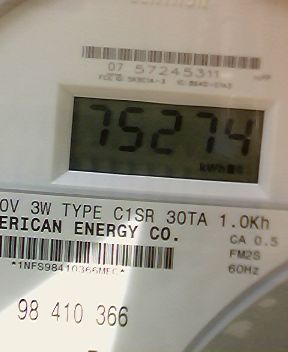 07 57245311
75274
kWh
0V 3W TYPE C1SR 30TA 1.0Kh
ERICAN ENERGY CO.
CA 0.5
FM2S
60Hz
*1NFS98410366MEC*
98 410 366